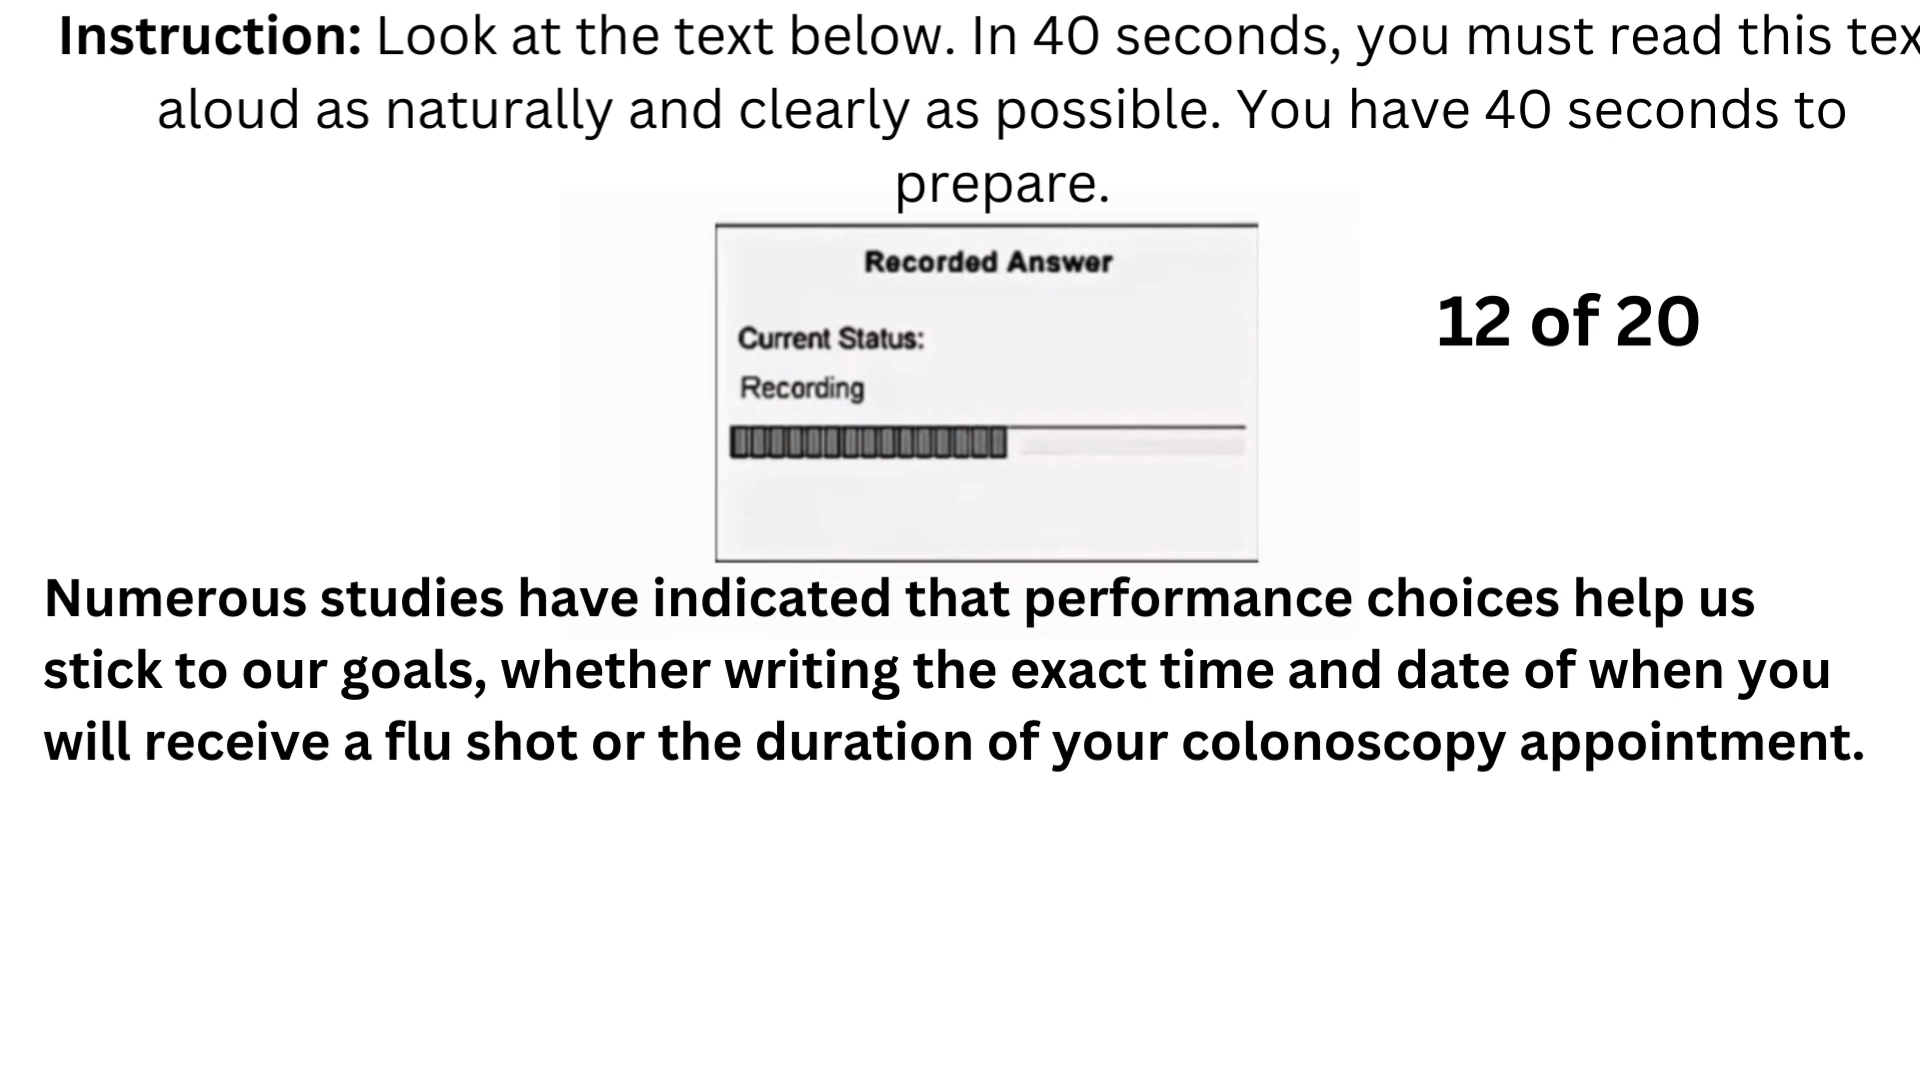 Instruction: Look at the text below. In 40 seconds, you must read this tex
aloud as naturally and clearly as possible. You have 40 seconds to
prepare.
Recorded Answer
Current Status:
Recording
12 of 20
Numerous studies have indicated that performance choices help us
stick to our goals, whether writing the exact time and date of when you
will receive a flu shot or the duration of your colonoscopy appointment.